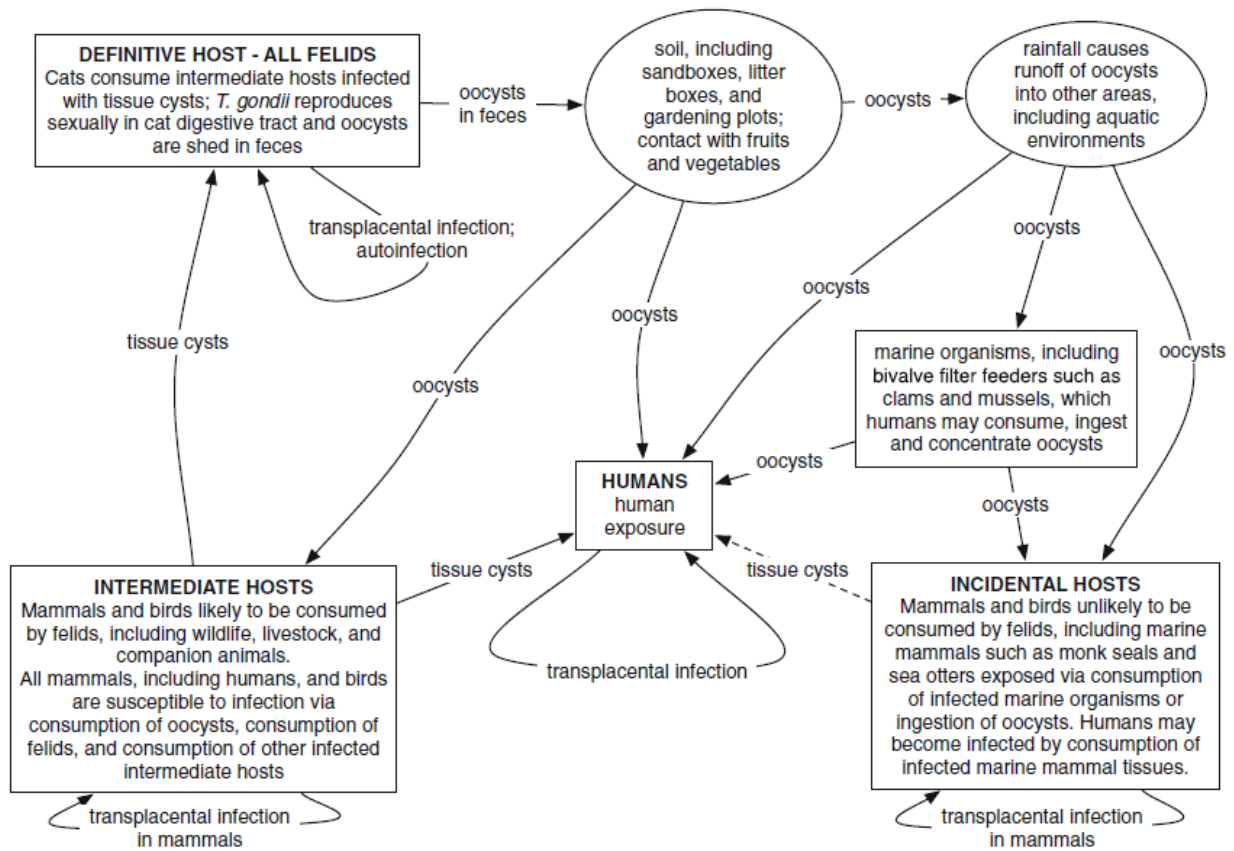 DEFINITIVE HOST - ALL FELIDS
Cats consume intermediate hosts infected
with tissue cysts; T. gondii reproduces
sexually in cat digestive tract and oocysts
are shed in feces
oocysts
in feces
soil, including
sandboxes, litter
boxes, and
gardening plots;
contact with fruits
and vegetables
oocysts
rainfall causes
runoff of oocysts
into other areas,
including aquatic
environments
transplacental infection;
autoinfection
tissue cysts
oocysts
oocysts
oocysts
oocysts
oocysts
marine organisms, including
bivalve filter feeders such as
clams and mussels, which
humans may consume, ingest
and concentrate oocysts
oocysts
oocysts
HUMANS
human
exposure
tissue cysts
tissue cysts
transplacental infection
INTERMEDIATE HOSTS
Mammals and birds likely to be consumed
by felids, including wildlife, livestock, and
companion animals.
All mammals, including humans, and birds
are susceptible to infection via
consumption of oocysts, consumption of
felids, and consumption of other infected
intermediate hosts
transplacental infection
in mammals
INCIDENTAL HOSTS
Mammals and birds unlikely to be
consumed by felids, including marine
mammals such as monk seals and
sea otters exposed via consumption
of infected marine organisms or
ingestion of oocysts. Humans may
become infected by consumption of
infected marine mammal tissues.
transplacental infection
in mammals